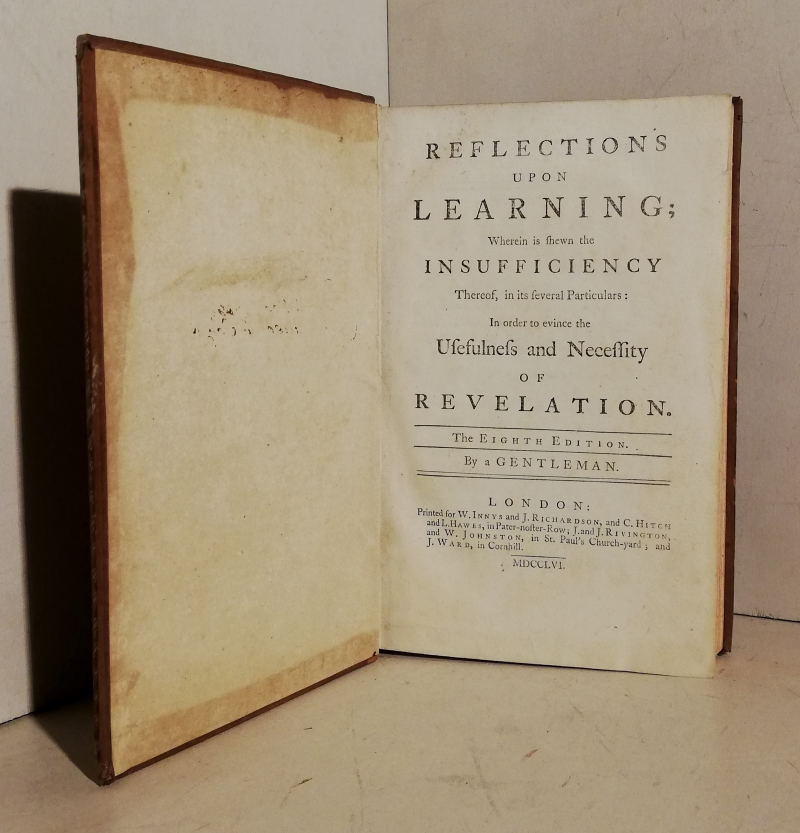 REFLECTIONS
UPON
LEARNING;
Wherein is ſhewn the
INSUFFICIENCY
Thereof, in its ſeveral Particulars:
In order to evince the
Uſefulneſs and Neceſſity
OF
REVELATION.
The EIGHTH EDITION.
By a GENTLEMAN.
LONDON:
Printed for W. INNYS and J. RICHARDSON, and C. HITCH
and L. HAWES, in Pater-noſter-Row; J. and J. RIVINGTON,
and W. JOHNSTON, in St. Paul's Church-yard; and
J. WARD, in Cornhill.
MDCCLVI.